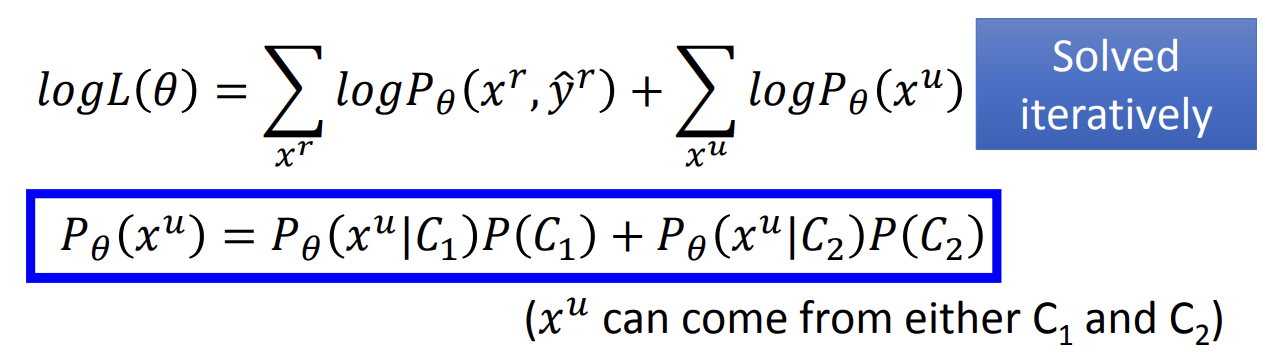 logL(θ) = ∑_{x^r} logP_θ(x^r, ŷ^r) + ∑_{x^u} logP_θ(x^u)
Solved
iteratively
P_θ(x^u) = P_θ(x^u|C_1)P(C_1) + P_θ(x^u|C_2)P(C_2)
(x^u can come from either C_1 and C_2)